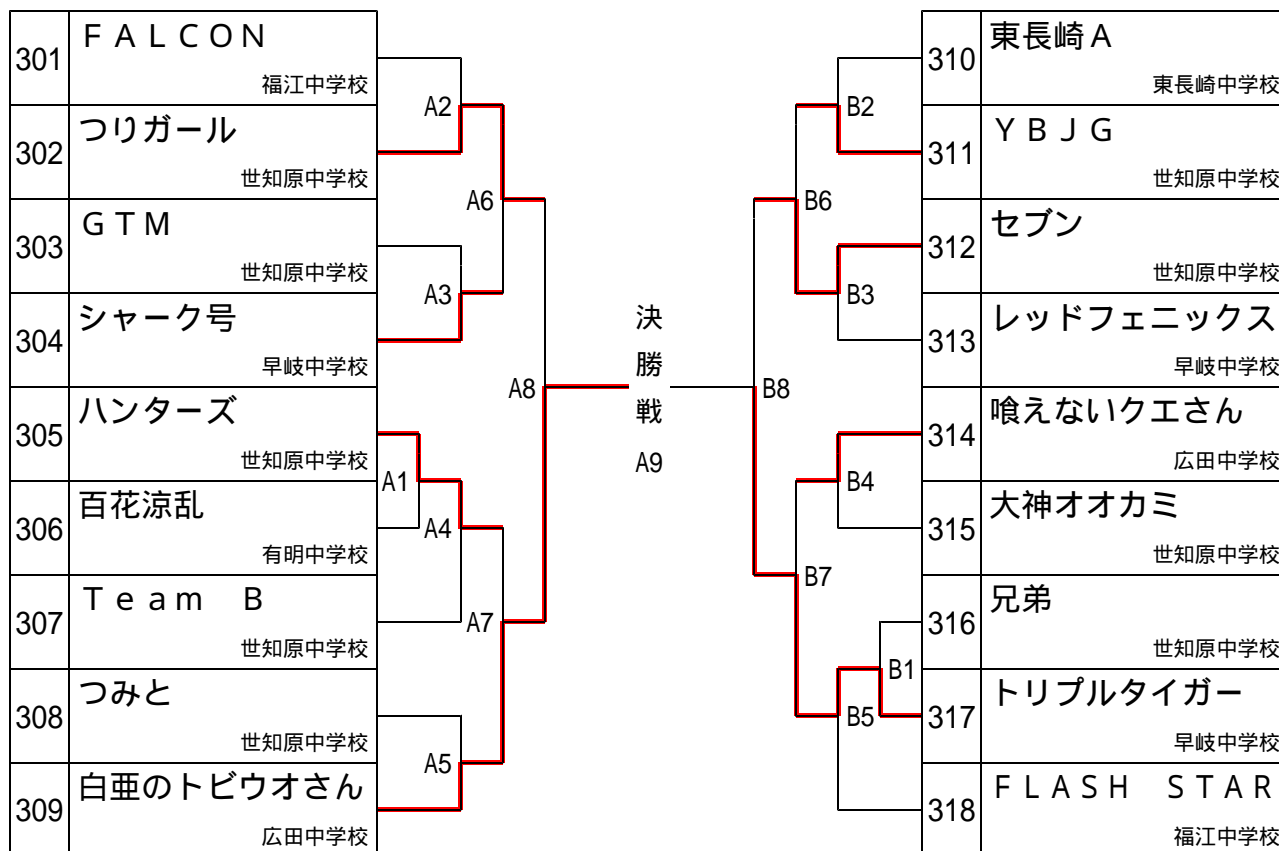 301
ＦＡＬＣＯＮ
福江中学校
302
つりガール
世知原中学校
303
ＧＴＭ
世知原中学校
304
シャーク号
早岐中学校
305
ハンターズ
世知原中学校
306
百花涼乱
有明中学校
307
Ｔｅａｍ　Ｂ
世知原中学校
308
つみと
世知原中学校
309
白亜のトビウオさん
広田中学校
A2
A6
A3
A8
A1
A4
A7
A5
決
勝
戦
A9
B2
B6
B3
B8
B4
B7
B1
B5
310
東長崎Ａ
東長崎中学校
311
ＹＢＪＧ
世知原中学校
312
セブン
世知原中学校
313
レッドフェニックス
早岐中学校
314
喰えないクエさん
広田中学校
315
大神オオカミ
世知原中学校
316
兄弟
世知原中学校
317
トリプルタイガー
早岐中学校
318
ＦＬＡＳＨ　ＳＴＡＲ
福江中学校